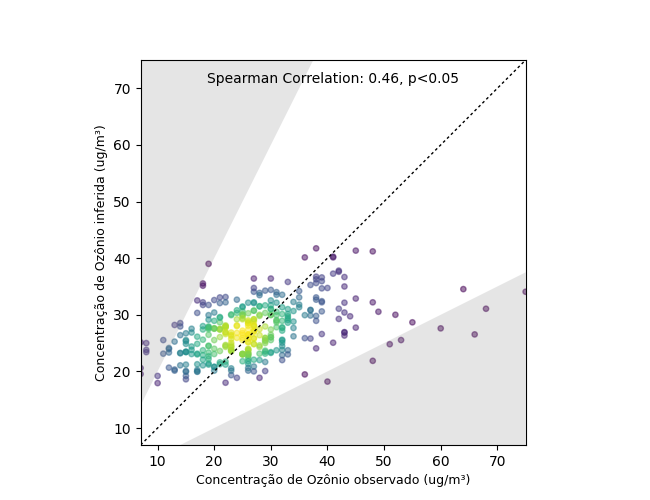 Spearman Correlation: 0.46, p<0.05
Concentração de Ozônio inferida (ug/m³)
70
60
50
40
30
20
10
10 20 30 40 50 60 70
Concentração de Ozônio observado (ug/m³)